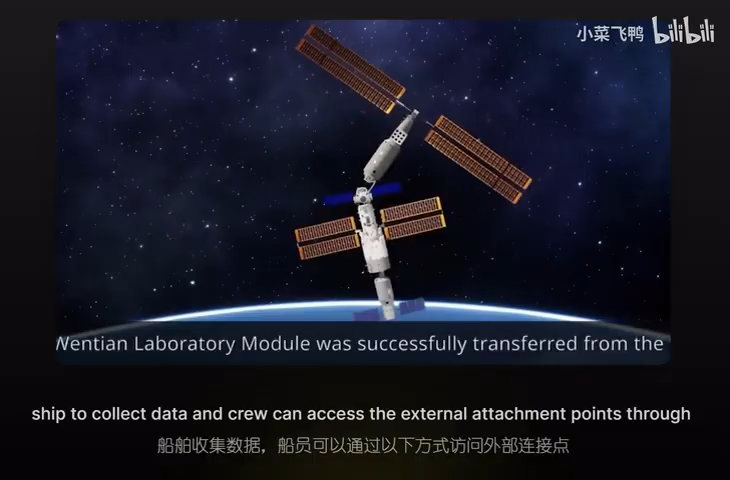 小菜飞鸭 bilibili
Wentian Laboratory Module was successfully transferred from the
ship to collect data and crew can access the external attachment points through
船舶收集数据，船员可以通过以下方式访问外部连接点